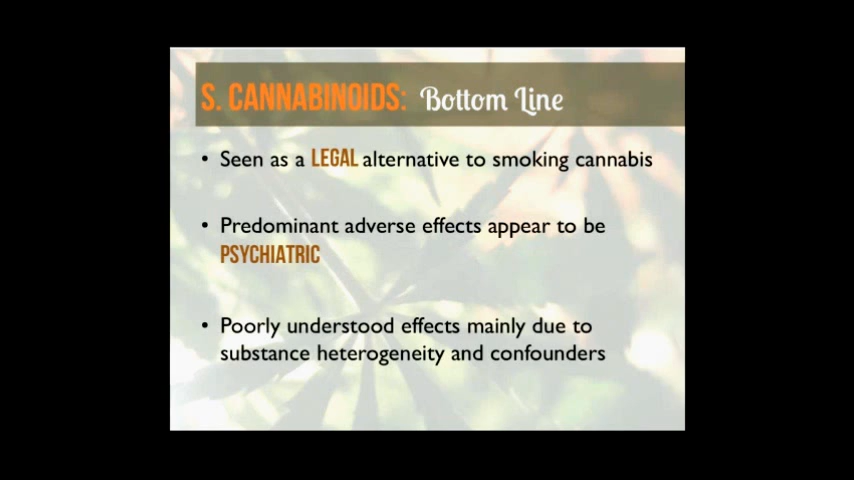 S. CANNABINOIDS: Bottom Line
• Seen as a LEGAL alternative to smoking cannabis
• Predominant adverse effects appear to be
PSYCHIATRIC
• Poorly understood effects mainly due to
substance heterogeneity and confounders